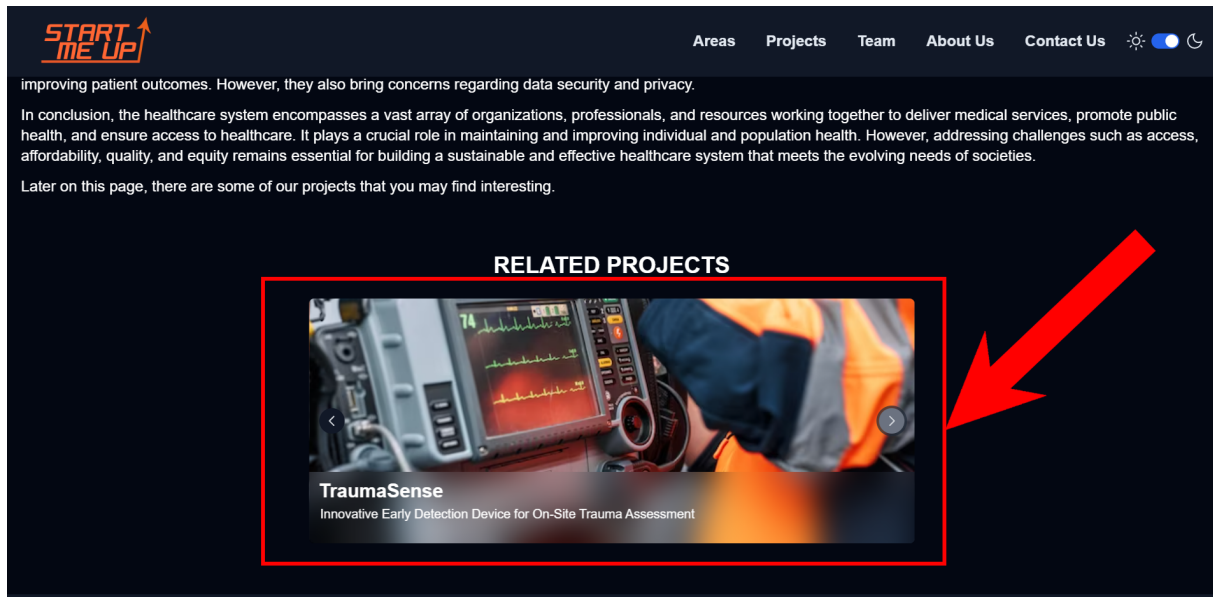 START
ME UP
Areas Projects Team About Us Contact Us
improving patient outcomes. However, they also bring concerns regarding data security and privacy.
In conclusion, the healthcare system encompasses a vast array of organizations, professionals, and resources working together to deliver medical services, promote public
health, and ensure access to healthcare. It plays a crucial role in maintaining and improving individual and population health. However, addressing challenges such as access,
affordability, quality, and equity remains essential for building a sustainable and effective healthcare system that meets the evolving needs of societies.
Later on this page, there are some of our projects that you may find interesting.
RELATED PROJECTS
74
TraumaSense
Innovative Early Detection Device for On-Site Trauma Assessment